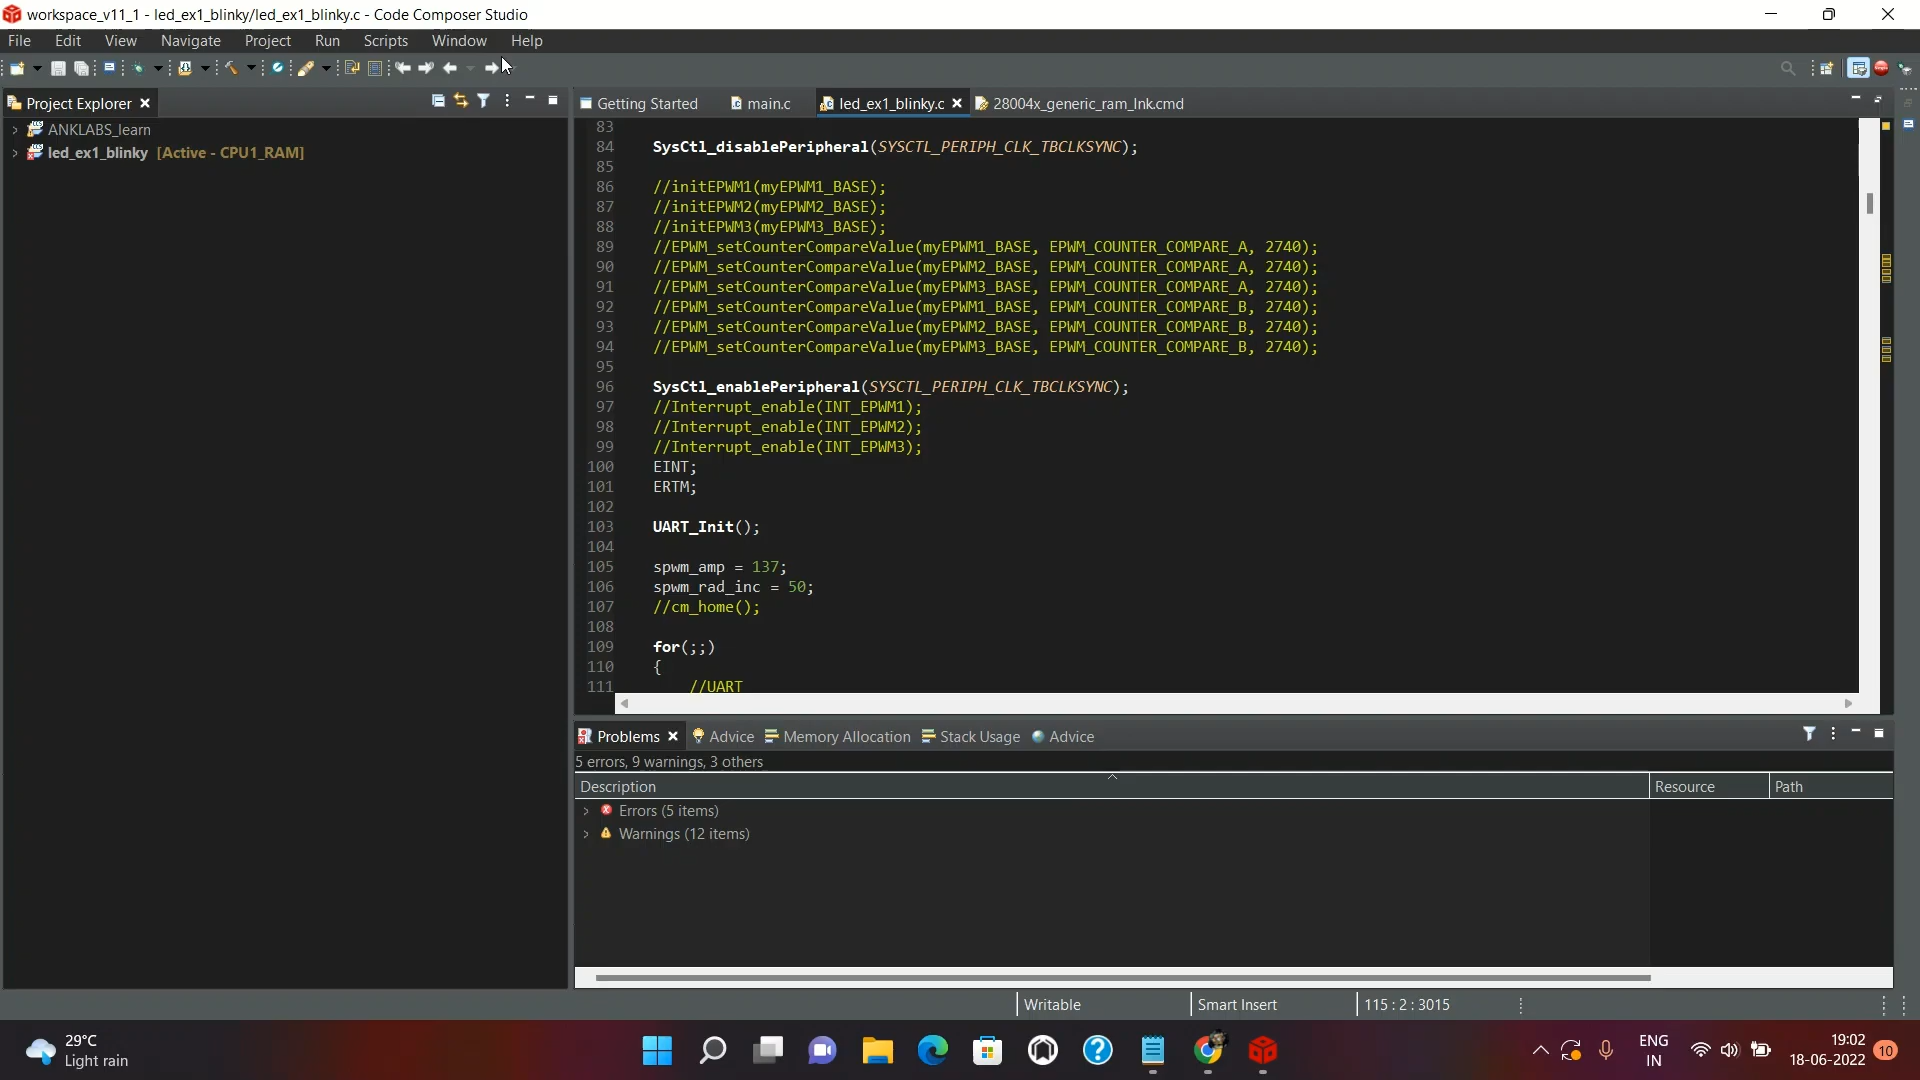 workspace_v11_1 - led_ex1_blinky/led_ex1_blinky.c - Code Composer Studio
File Edit View Navigate Project Run Scripts Window Help
Project Explorer
ANKLABS_learn
led_ex1_blinky [Active - CPU1_RAM]
Getting Started main.c led_ex1_blinky.c 28004x_generic_ram_lnk.cmd
83
84 SysCtl_disablePeripheral(SYSCTL_PERIPH_CLK_TBCLKSYNC);
85
86 //initEPWM1(myEPWM1_BASE);
87 //initEPWM2(myEPWM2_BASE);
88 //initEPWM3(myEPWM3_BASE);
89 //EPWM_setCounterCompareValue(myEPWM1_BASE, EPWM_COUNTER_COMPARE_A, 2740);
90 //EPWM_setCounterCompareValue(myEPWM2_BASE, EPWM_COUNTER_COMPARE_A, 2740);
91 //EPWM_setCounterCompareValue(myEPWM3_BASE, EPWM_COUNTER_COMPARE_A, 2740);
92 //EPWM_setCounterCompareValue(myEPWM1_BASE, EPWM_COUNTER_COMPARE_B, 2740);
93 //EPWM_setCounterCompareValue(myEPWM2_BASE, EPWM_COUNTER_COMPARE_B, 2740);
94 //EPWM_setCounterCompareValue(myEPWM3_BASE, EPWM_COUNTER_COMPARE_B, 2740);
95
96 SysCtl_enablePeripheral(SYSCTL_PERIPH_CLK_TBCLKSYNC);
97 //Interrupt_enable(INT_EPWM1);
98 //Interrupt_enable(INT_EPWM2);
99 //Interrupt_enable(INT_EPWM3);
100 EINT;
101 ERTM;
102
103 UART_Init();
104
105 spwm_amp = 137;
106 spwm_rad_inc = 50;
107 //cm_home();
108
109 for(;;)
110 {
111 //UART
Problems Advice Memory Allocation Stack Usage Advice
5 errors, 9 warnings, 3 others
Description Resource Path
Errors (5 items)
Warnings (12 items)
Writable Smart Insert 115 : 2 : 3015
29°C
Light rain
ENG
IN
19:02
18-06-2022
10